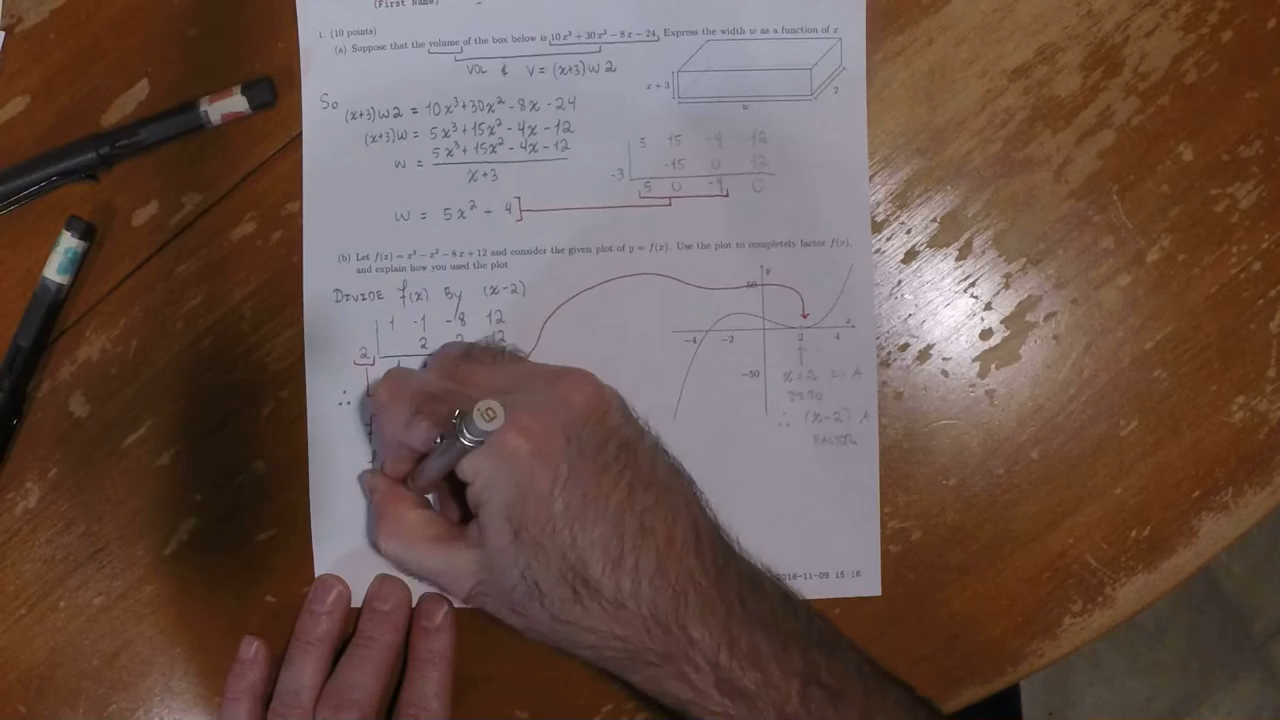 (First Name)
1. (10 points)
(a) Suppose that the volume of the box below is 10x³ + 30x² − 8x − 24. Express the width w as a function of x.
VOL V = (x+3) w 2
x + 3
2
w
So
(x+3)w2 = 10x³+30x²-8x-24
(x+3)w = 5x³+15x²-4x-12
w = 5x³+15x²-4x-12
x+3
5 15 -4 -12
-15 0 12
-3
5 0 -4 0
w = 5x² - 4
(b) Let f(x) = x³ − x² − 8x + 12 and consider the given plot of y = f(x). Use the plot to completely factor f(x),
and explain how you used the plot
DIVIDE f(x) By (x-2)
1 -1 -8 12
2
2
∴
y
50
x
−4 −2 2 4
−50
x=2 IS A
ZERO
∴ (x-2) A
FACTOR
2016-11-09 15:16